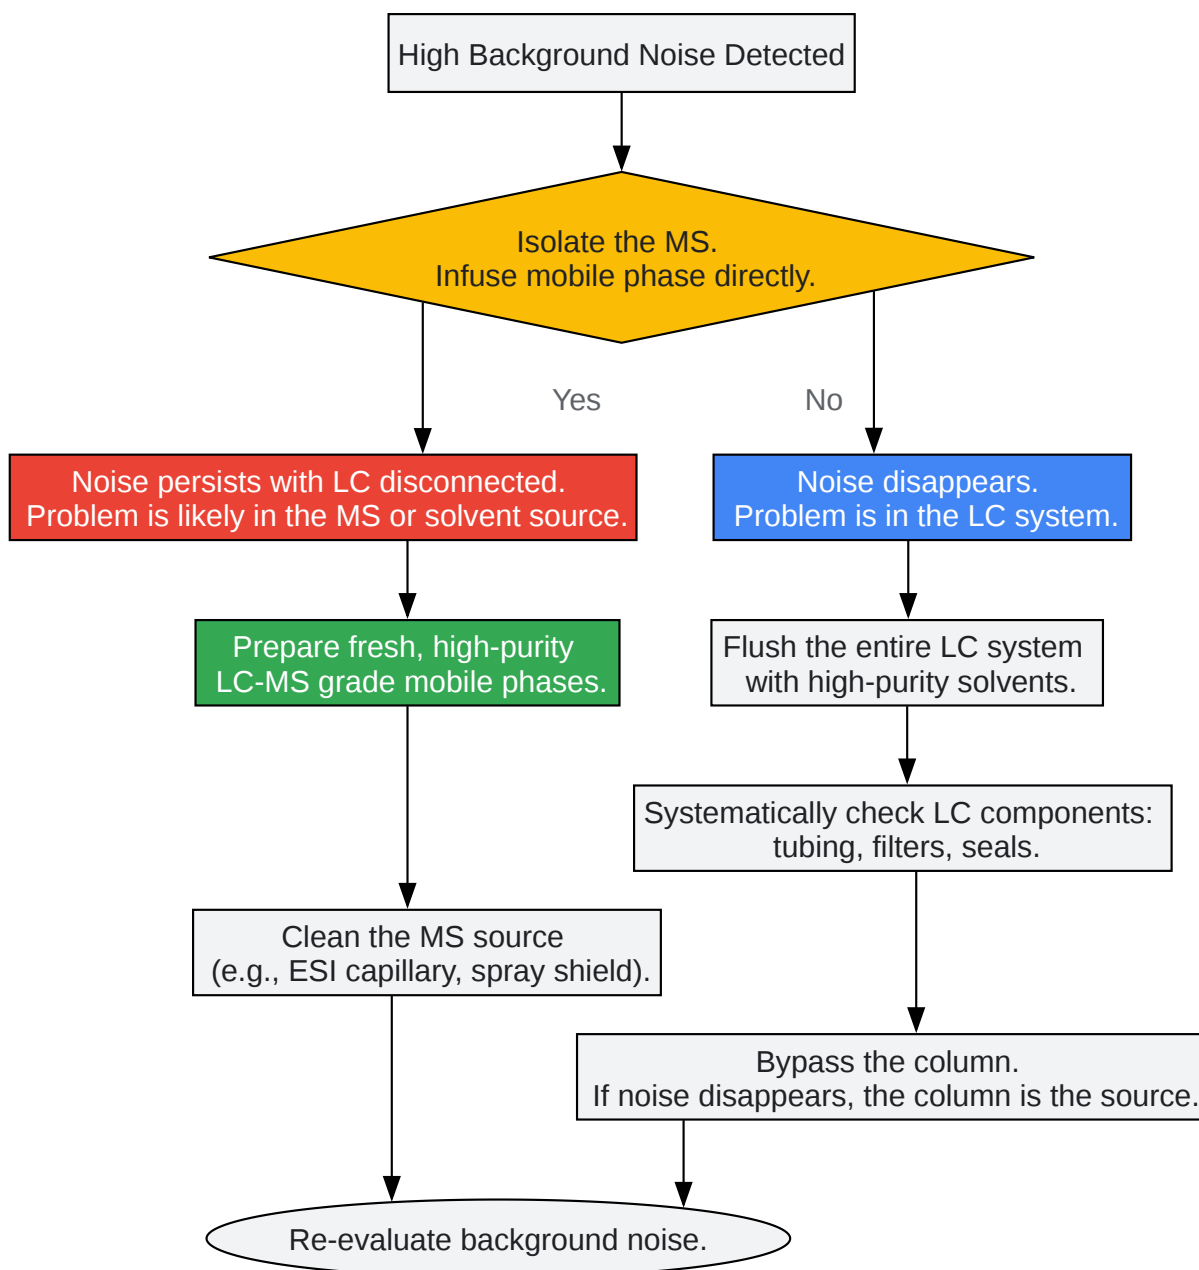 High Background Noise Detected
Isolate the MS.
Infuse mobile phase directly.
Yes
No
Noise persists with LC disconnected.
Problem is likely in the MS or solvent source.
Noise disappears.
Problem is in the LC system.
Prepare fresh, high-purity
LC-MS grade mobile phases.
Flush the entire LC system
with high-purity solvents.
Systematically check LC components:
tubing, filters, seals.
Clean the MS source
(e.g., ESI capillary, spray shield).
Bypass the column.
If noise disappears, the column is the source.
Re-evaluate background noise.